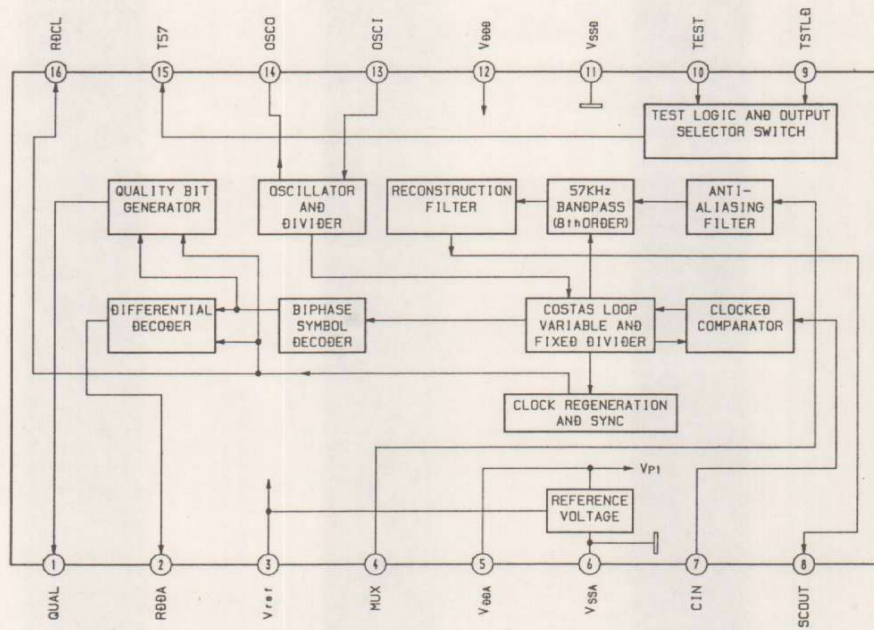 RDCL
T57
OSCO
OSCI
VDDD
VSSD
TEST
TSTLD
16
15
14
13
12
11
10
9
TEST LOGIC AND OUTPUT
SELECTOR SWITCH
QUALITY BIT
GENERATOR
OSCILLATOR
AND
DIVIDER
RECONSTRUCTION
FILTER
57KHz
BANDPASS
(8thORDER)
ANTI-
ALIASING
FILTER
DIFFERENTIAL
DECODER
BIPHASE
SYMBOL
DECODER
COSTAS LOOP
VARIABLE AND
FIXED DIVIDER
CLOCKED
COMPARATOR
CLOCK REGENERATION
AND SYNC
VP1
REFERENCE
VOLTAGE
1
2
3
4
5
6
7
8
QUAL
RDDA
Vref
MUX
VDDA
VSSA
CIN
SCOUT